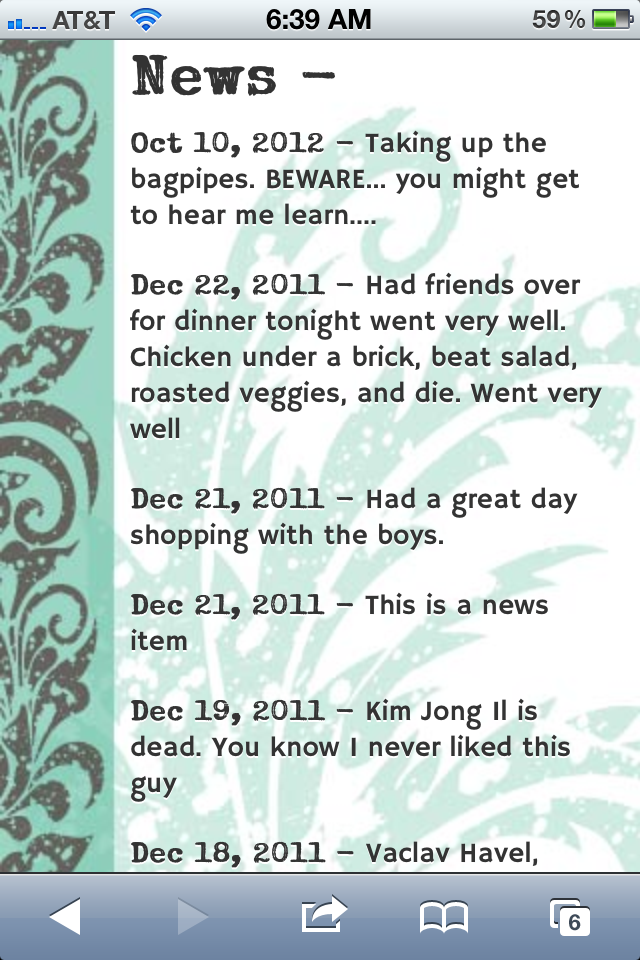 AT&T 6:39 AM 59%
News –
Oct 10, 2012 – Taking up the
bagpipes. BEWARE... you might get
to hear me learn....
Dec 22, 2011 – Had friends over
for dinner tonight went very well.
Chicken under a brick, beat salad,
roasted veggies, and die. Went very
well
Dec 21, 2011 – Had a great day
shopping with the boys.
Dec 21, 2011 – This is a news
item
Dec 19, 2011 – Kim Jong Il is
dead. You know I never liked this
guy
Dec 18, 2011 – Vaclav Havel,
6